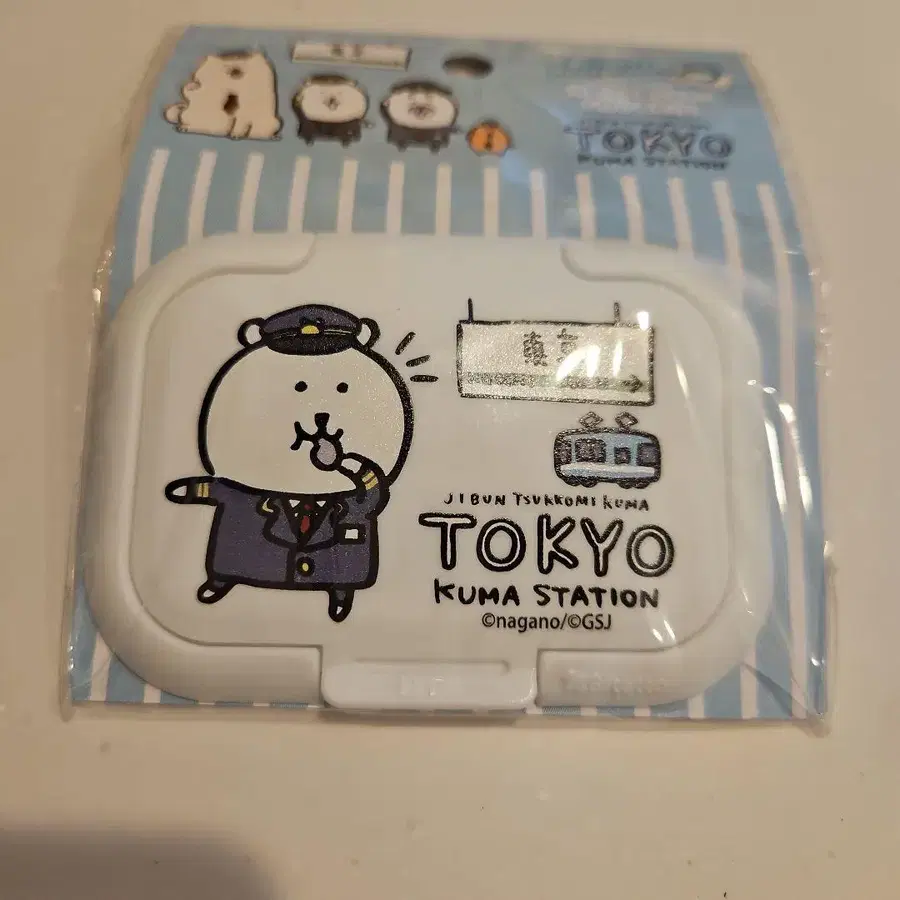 TOKYO
KUMA STATION
東京
JIBUN TSUKKOMI KUMA
TOKYO
KUMA STATION
©nagano/©GSJ